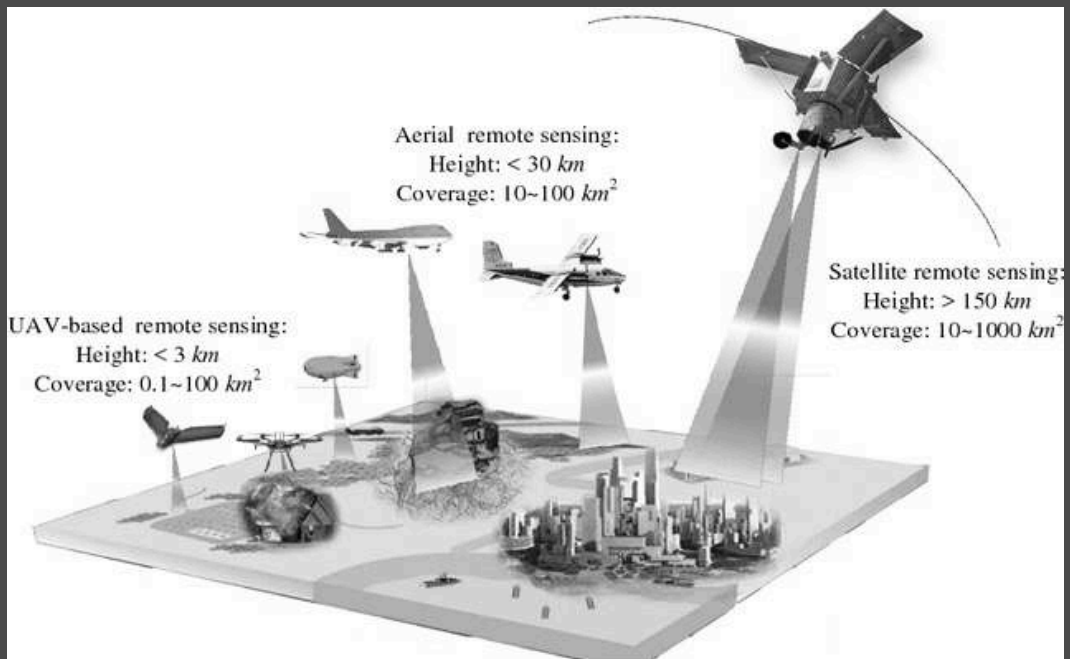 Aerial remote sensing:
Height: < 30 km
Coverage: 10~100 km²
Satellite remote sensing:
Height: > 150 km
Coverage: 10~1000 km²
UAV-based remote sensing:
Height: < 3 km
Coverage: 0.1~100 km²